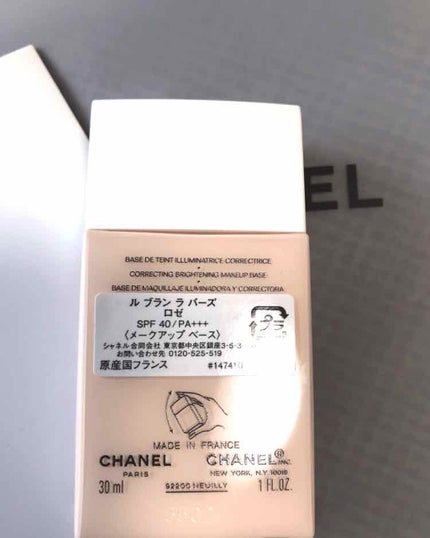 EL
BASE DE TEINT ILLUMINATRICE CORRECTRICE
CORRECTING BRIGHTENING MAKEUP BASE
BASE DE MAQUILLAJE ILUMINADORA Y CORRECTORA
ル ブラン ラ バーズ
ロゼ
SPF 40/PA+++
〈メークアップ ベース〉
シャネル合同会社 東京都中央区銀座3-5-3
お問い合わせ先 0120-525-519
原産国フランス #147410
プラ
MADE IN FRANCE
CHANEL CHANEL® INC.
PARIS NEW YORK, N.Y. 10019
30 ml 92200 NEUILLY 1 FL.OZ.